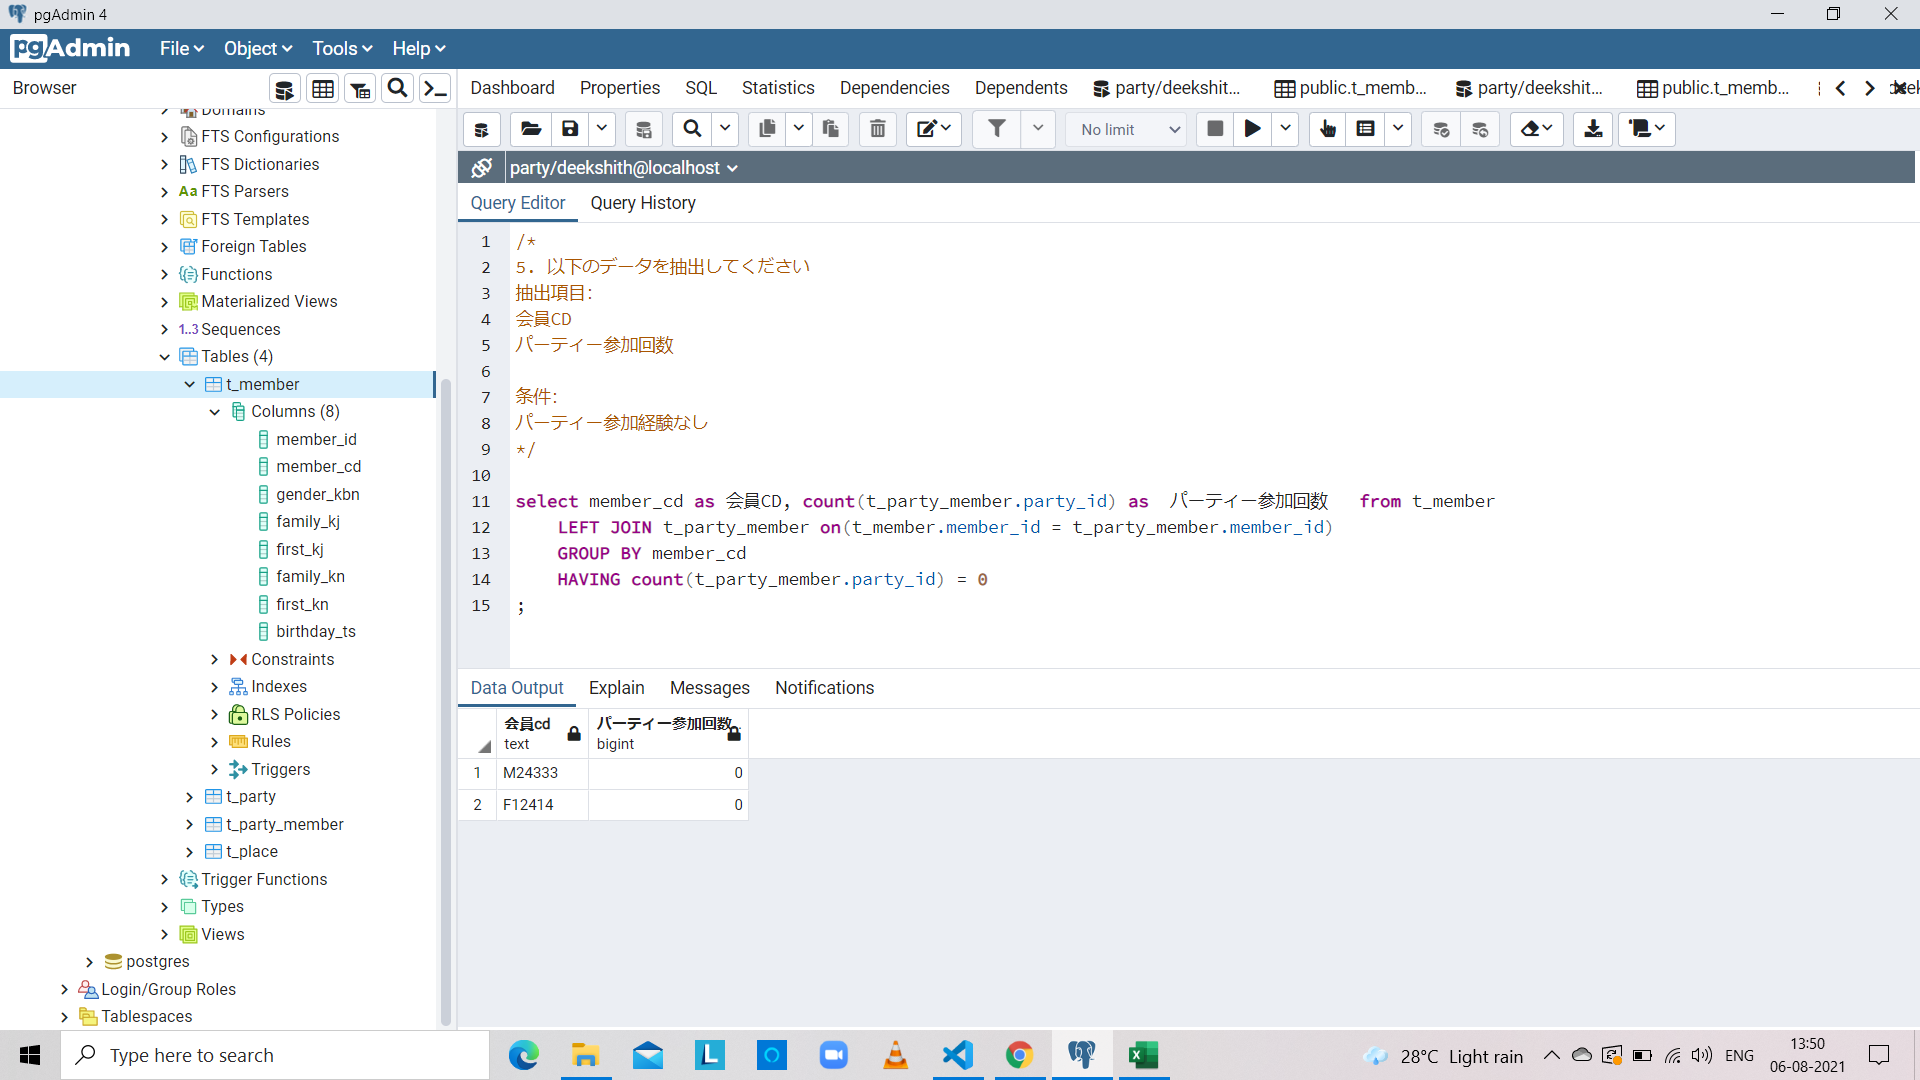 pgAdmin 4
pgAdmin File Object Tools Help
Browser
Dashboard Properties SQL Statistics Dependencies Dependents party/deekshit... public.t_memb... party/deekshit... public.t_memb...
No limit
party/deekshith@localhost
Query Editor Query History
Domains
FTS Configurations
FTS Dictionaries
Aa FTS Parsers
FTS Templates
Foreign Tables
Functions
Materialized Views
1..3 Sequences
Tables (4)
t_member
Columns (8)
member_id
member_cd
gender_kbn
family_kj
first_kj
family_kn
first_kn
birthday_ts
Constraints
Indexes
RLS Policies
Rules
Triggers
t_party
t_party_member
t_place
Trigger Functions
Types
Views
postgres
Login/Group Roles
Tablespaces
1 /*
2 5. 以下のデータを抽出してください
3 抽出項目:
4 会員CD
5 パーティー参加回数
6
7 条件:
8 パーティー参加経験なし
9 */
10
11 select member_cd as 会員CD, count(t_party_member.party_id) as パーティー参加回数 from t_member
12 LEFT JOIN t_party_member on(t_member.member_id = t_party_member.member_id)
13 GROUP BY member_cd
14 HAVING count(t_party_member.party_id) = 0
15 ;
Data Output Explain Messages Notifications
会員cd パーティー参加回数
text bigint
1 M24333 0
2 F12414 0
Type here to search
28°C Light rain
ENG
13:50
06-08-2021